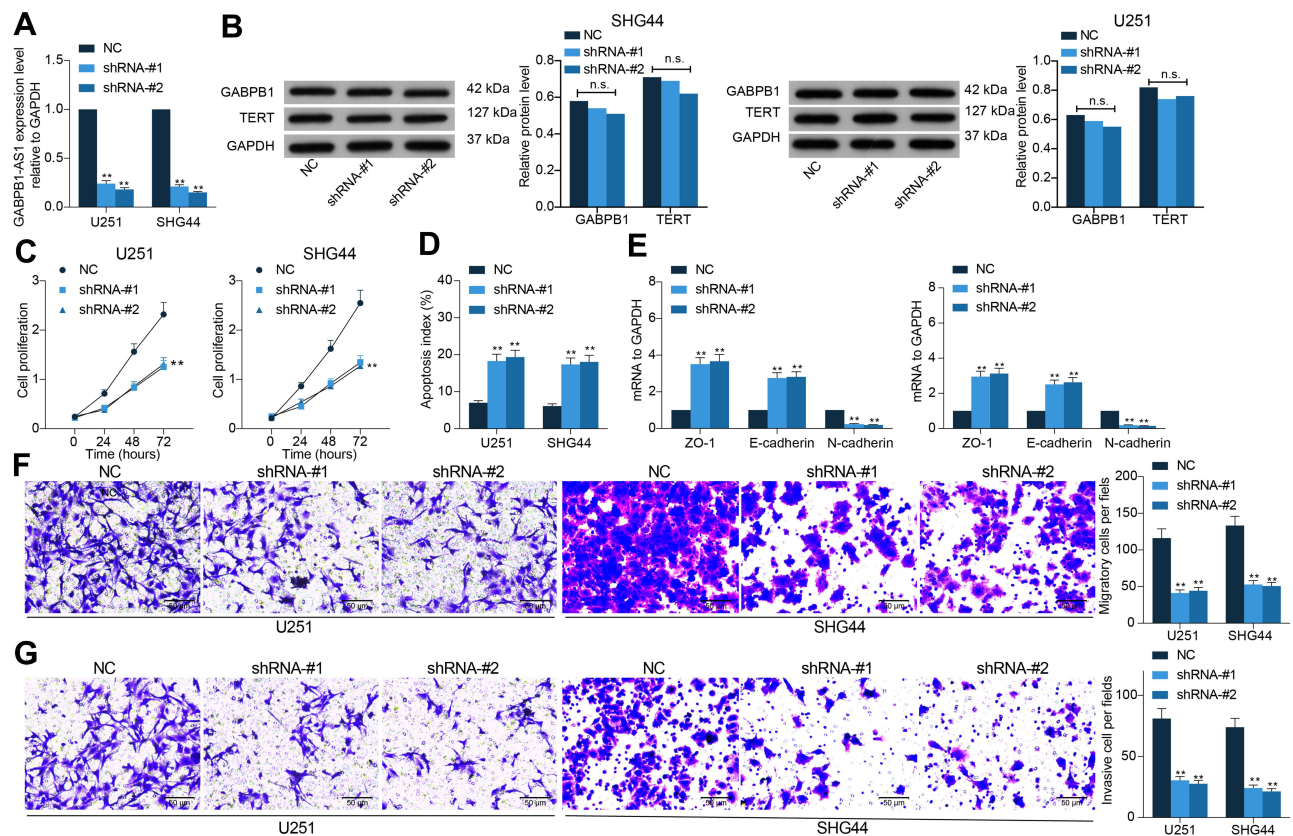 A
GABPB1-AS1 expression level
relative to GAPDH
NC
shRNA-#1
shRNA-#2
1.5
1.0
0.5
0.0
**
**
**
**
U251
SHG44
B
GABPB1
TERT
GAPDH
42 kDa
127 kDa
37 kDa
NC
shRNA-#1
shRNA-#2
SHG44
NC
shRNA-#1
shRNA-#2
Relative protein level
0.8
0.6
0.4
0.2
0.0
n.s.
n.s.
GABPB1
TERT
GABPB1
TERT
GAPDH
42 kDa
127 kDa
37 kDa
NC
shRNA-#1
shRNA-#2
U251
NC
shRNA-#1
shRNA-#2
Relative protein level
1.0
0.8
0.6
0.4
0.2
0.0
n.s.
n.s.
GABPB1
TERT
C
U251
NC
shRNA-#1
shRNA-#2
Cell proliferation
3
2
1
0
**
0 24 48 72
Time (hours)
SHG44
NC
shRNA-#1
shRNA-#2
Cell proliferation
3
2
1
0
**
0 24 48 72
Time (hours)
D
NC
shRNA-#1
shRNA-#2
Apoptosis index (%)
50
40
30
20
10
0
** **
** **
U251
SHG44
E
NC
shRNA-#1
shRNA-#2
mRNA to GAPDH
8
6
4
2
0
** **
** **
** **
ZO-1
E-cadherin
N-cadherin
NC
shRNA-#1
shRNA-#2
mRNA to GAPDH
8
6
4
2
0
** **
** **
** **
ZO-1
E-cadherin
N-cadherin
F
NC
shRNA-#1
shRNA-#2
NC
shRNA-#1
shRNA-#2
NC
50 μm
50 μm
50 μm
50 μm
50 μm
50 μm
U251
SHG44
NC
shRNA-#1
shRNA-#2
Migratory cells per fiels
200
150
100
50
0
** **
** **
U251
SHG44
G
NC
shRNA-#1
shRNA-#2
NC
shRNA-#1
shRNA-#2
50 μm
50 μm
50 μm
50 μm
50 μm
50 μm
U251
SHG44
NC
shRNA-#1
shRNA-#2
Invasive cell per fields
100
50
0
** **
** **
U251
SHG44